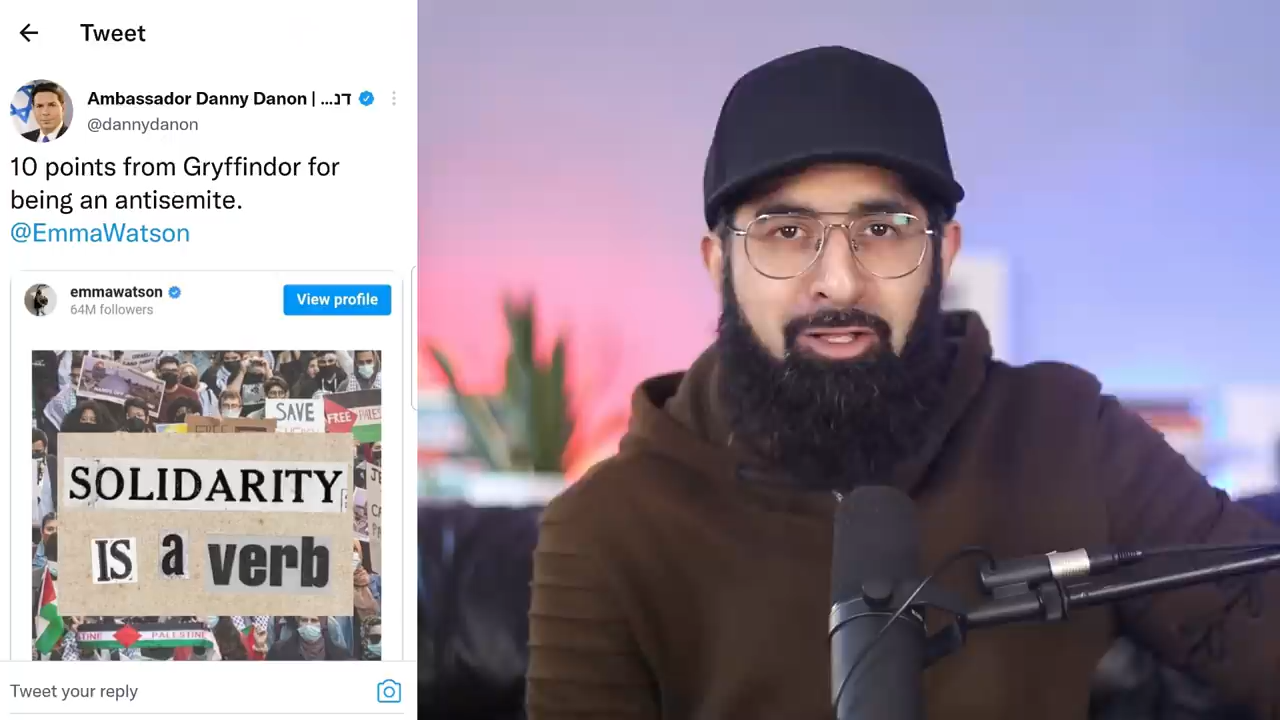 Tweet
Ambassador Danny Danon | ...דנ
@dannydanon
10 points from Gryffindor for
being an antisemite.
@EmmaWatson
emmawatson
64M followers
View profile
SAVE
FREE
SOLIDARITY
IS a verb
PALESTINE
Tweet your reply